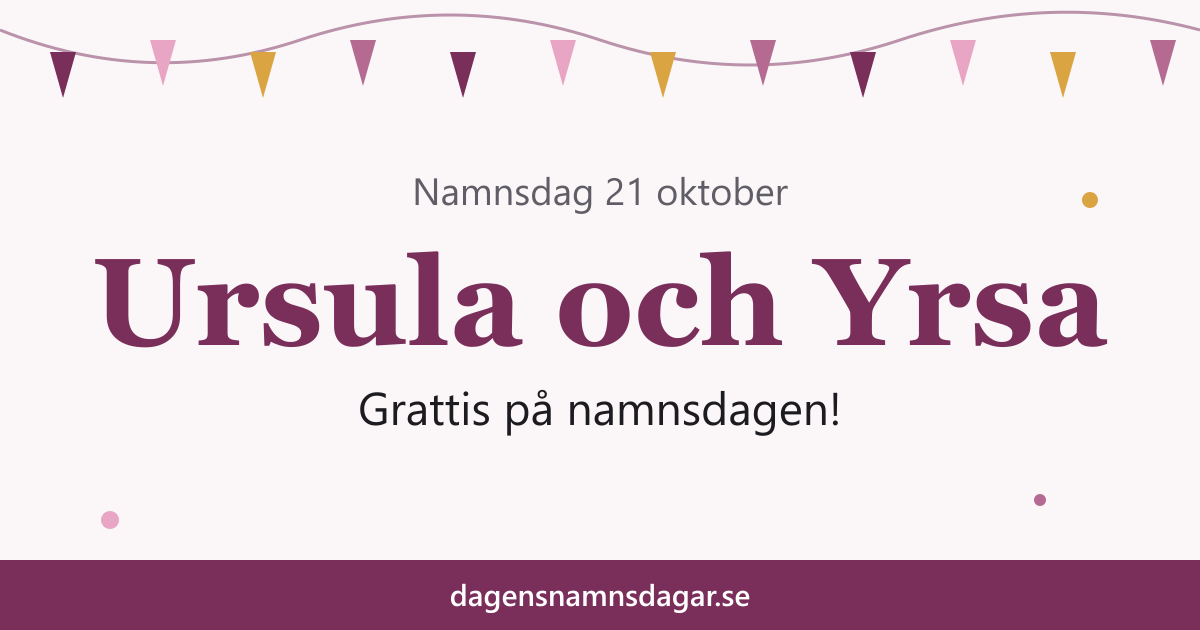 Namnsdag 21 oktober
Ursula och Yrsa
Grattis på namnsdagen!
dagensnamnsdagar.se